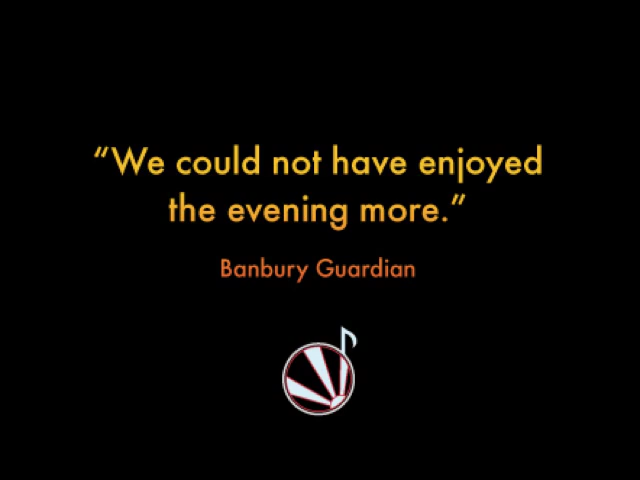 “We could not have enjoyed
the evening more.”
Banbury Guardian